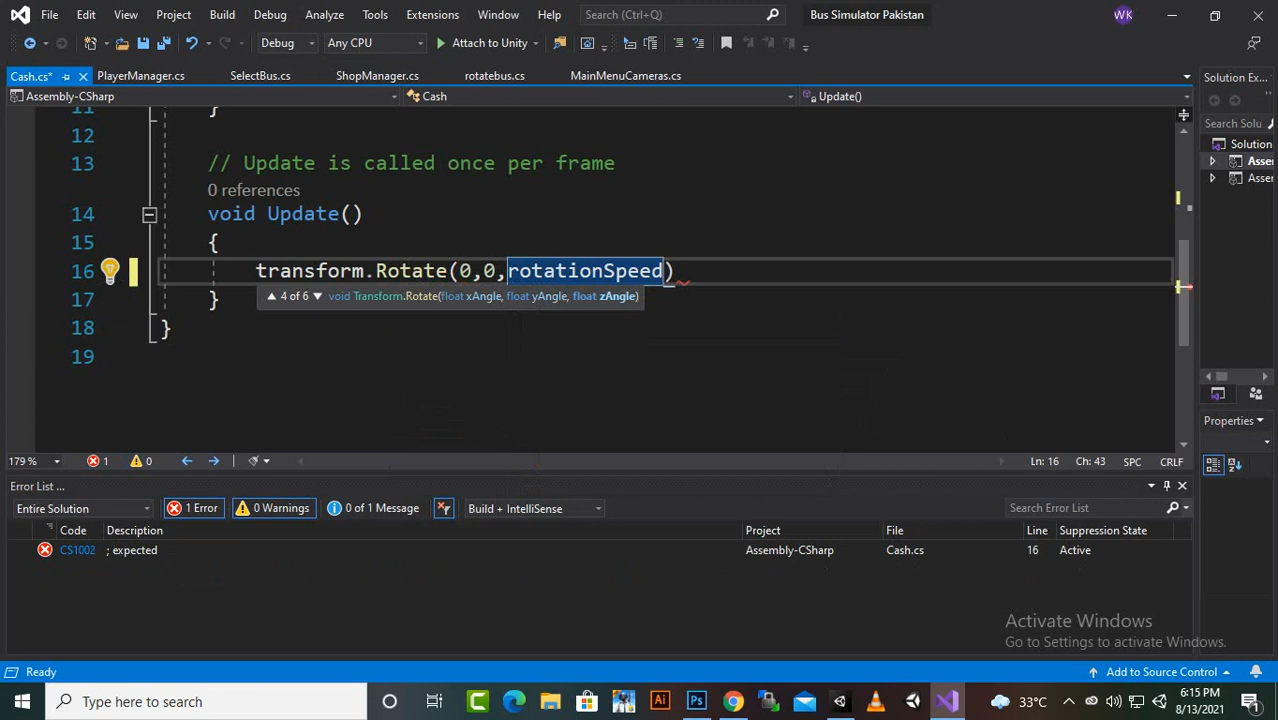 File Edit View Project Build Debug Analyze Tools Extensions Window Help Search (Ctrl+Q) Bus Simulator Pakistan WK
Debug Any CPU Attach to Unity
Cash.cs* PlayerManager.cs SelectBus.cs ShopManager.cs rotatebus.cs MainMenuCameras.cs Solution Ex...
Assembly-CSharp Cash Update()
Search Solu
11 }
12
Solution
13 // Update is called once per frame
Asse
0 references
Asser
14 void Update()
15 {
16 transform.Rotate(0,0,rotationSpeed)
4 of 6 void Transform.Rotate(float xAngle, float yAngle, float zAngle)
17 }
18 }
19
Properties
179 % 1 0 Ln: 16 Ch: 43 SPC CRLF
Error List ...
Entire Solution 1 Error 0 Warnings 0 of 1 Message Build + IntelliSense Search Error List
Code Description Project File Line Suppression State
CS1002 ; expected Assembly-CSharp Cash.cs 16 Active
Activate Windows
Go to Settings to activate Windows.
Ready Add to Source Control 1
Type here to search Ai Ps 33°C 6:15 PM
8/13/2021 1